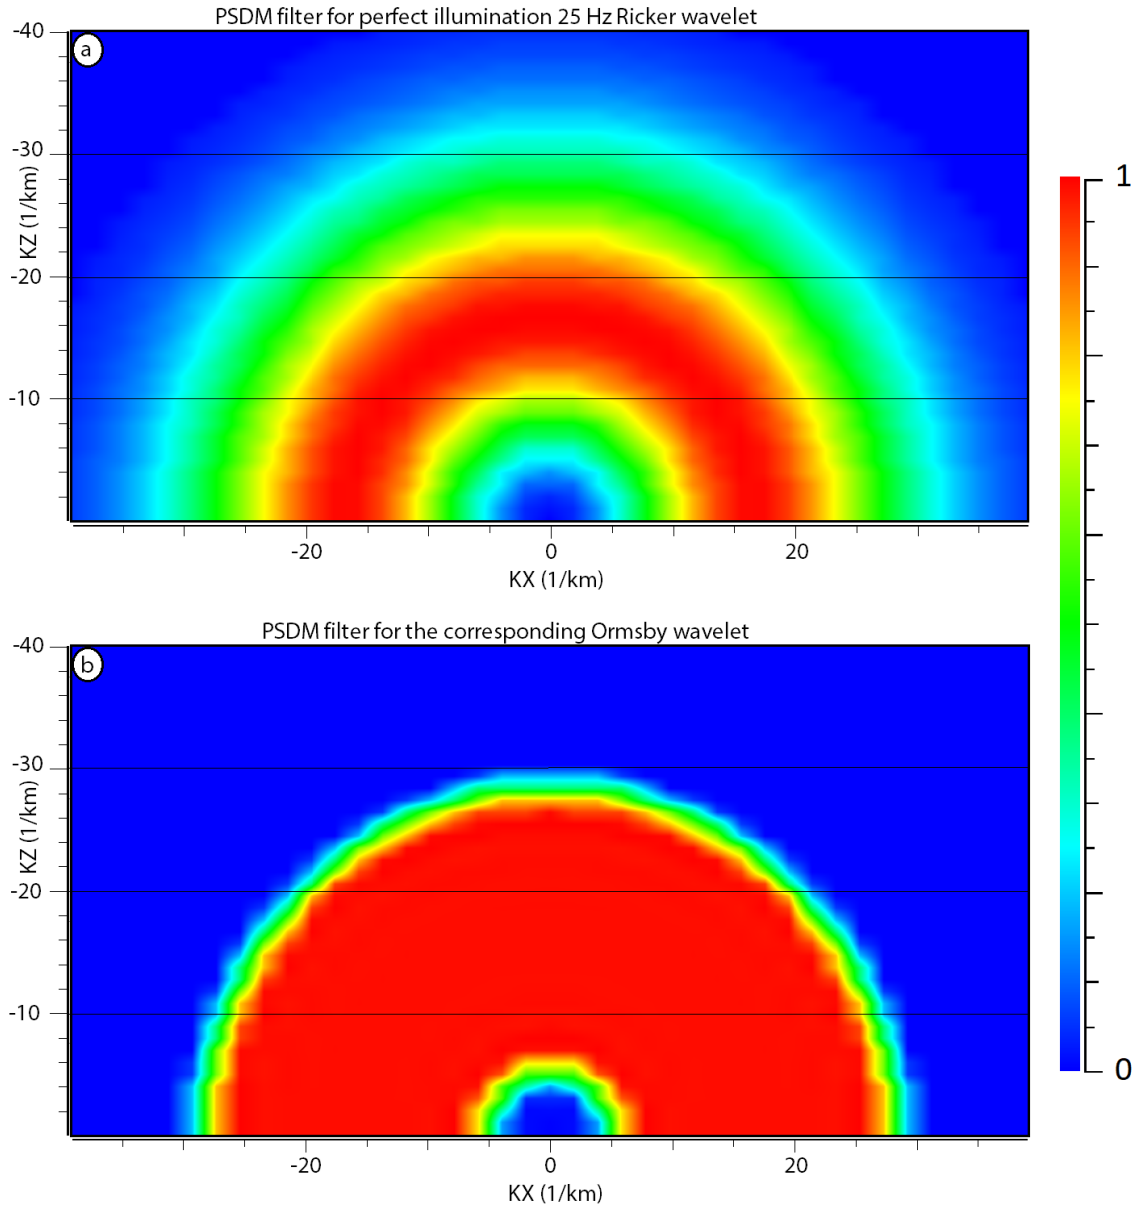 PSDM filter for perfect illumination 25 Hz Ricker wavelet
a
-40
-30
-20
-10
KZ (1/km)
-20 0 20
KX (1/km)
1
0
PSDM filter for the corresponding Ormsby wavelet
b
-40
-30
-20
-10
KZ (1/km)
-20 0 20
KX (1/km)